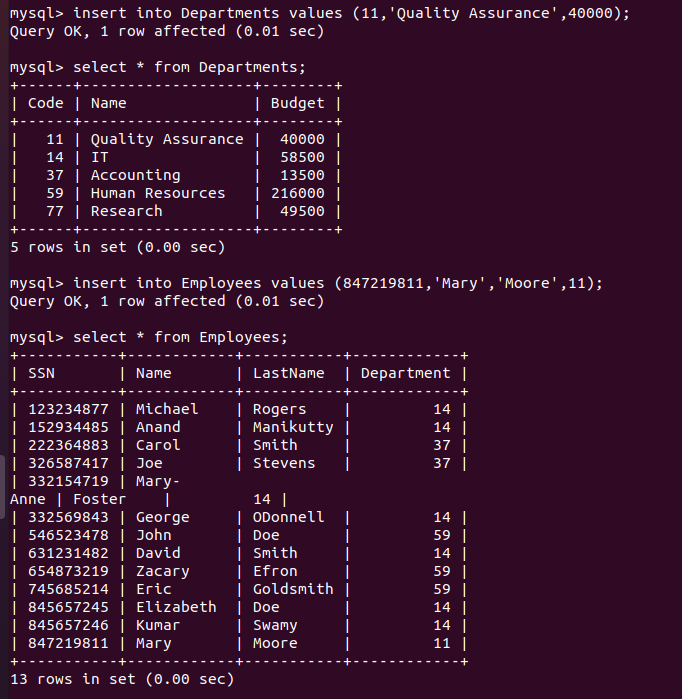 mysql> insert into Departments values (11,'Quality Assurance',40000);
Query OK, 1 row affected (0.01 sec)

mysql> select * from Departments;
+------+-------------------+--------+
| Code | Name              | Budget |
+------+-------------------+--------+
|   11 | Quality Assurance |  40000 |
|   14 | IT                |  58500 |
|   37 | Accounting        |  13500 |
|   59 | Human Resources   | 216000 |
|   77 | Research          |  49500 |
+------+-------------------+--------+
5 rows in set (0.00 sec)

mysql> insert into Employees values (847219811,'Mary','Moore',11);
Query OK, 1 row affected (0.01 sec)

mysql> select * from Employees;
+-----------+------------+-----------+------------+
| SSN       | Name       | LastName  | Department |
+-----------+------------+-----------+------------+
| 123234877 | Michael    | Rogers    |         14 |
| 152934485 | Anand      | Manikutty |         14 |
| 222364883 | Carol      | Smith     |         37 |
| 326587417 | Joe        | Stevens   |         37 |
| 332154719 | Mary-
Anne | Foster    |         14 |
| 332569843 | George     | ODonnell  |         14 |
| 546523478 | John       | Doe       |         59 |
| 631231482 | David      | Smith     |         14 |
| 654873219 | Zacary     | Efron     |         59 |
| 745685214 | Eric       | Goldsmith |         59 |
| 845657245 | Elizabeth  | Doe       |         14 |
| 845657246 | Kumar      | Swamy     |         14 |
| 847219811 | Mary       | Moore     |         11 |
+-----------+------------+-----------+------------+
13 rows in set (0.00 sec)